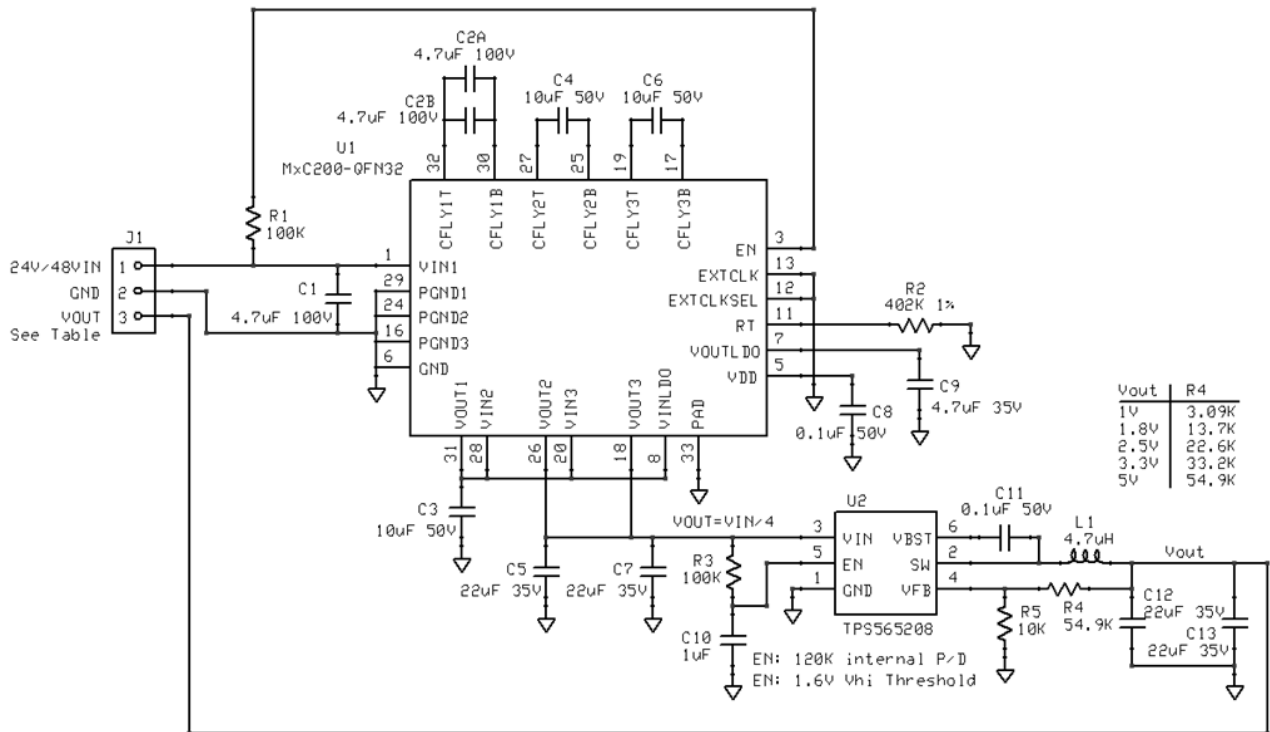 C2A
4.7uF 100V
C2B
4.7uF 100V
C4
10uF 50V
C6
10uF 50V
U1
MxC200-QFN32
32
30
27
25
19
17
CFLY1T
CFLY1B
CFLY2T
CFLY2B
CFLY3T
CFLY3B
R1
100K
J1
24V/48VIN
1
GND
2
VOUT
3
See Table
C1
4.7uF 100V
1
VIN1
29
PGND1
24
PGND2
16
PGND3
6
GND
EN
3
EXTCLK
13
EXTCLKSEL
12
RT
11
VOUTLDO
7
VDD
5
R2
402K 1%
C9
4.7uF 35V
C8
0.1uF 50V
VOUT1
VIN2
VOUT2
VIN3
VOUT3
VINLDO
PAD
31
28
26
20
18
8
33
Vout R4
1V 3.09K
1.8V 13.7K
2.5V 22.6K
3.3V 33.2K
5V 54.9K
C3
10uF 50V
C5
22uF 35V
C7
22uF 35V
VOUT=VIN/4
R3
100K
C10
1uF
U2
3
VIN
5
EN
1
GND
VBST
6
SW
2
VFB
4
TPS565208
EN: 120K internal P/D
EN: 1.6V Vhi Threshold
C11
0.1uF 50V
L1
4.7uH
Vout
R5
10K
R4
54.9K
C12
22uF 35V
C13
22uF 35V